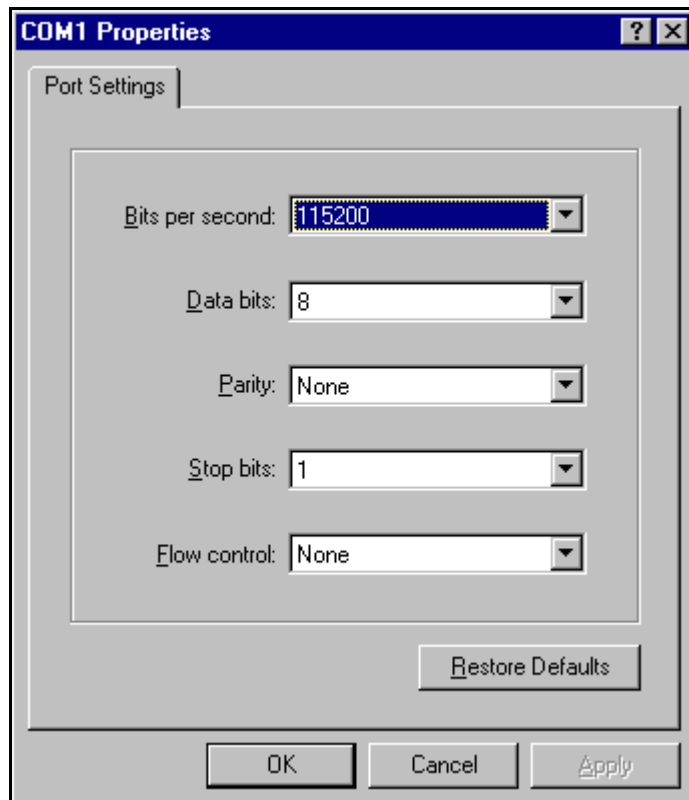 COM1 Properties
Port Settings
Bits per second: 115200
Data bits: 8
Parity: None
Stop bits: 1
Flow control: None
Restore Defaults
OK Cancel Apply